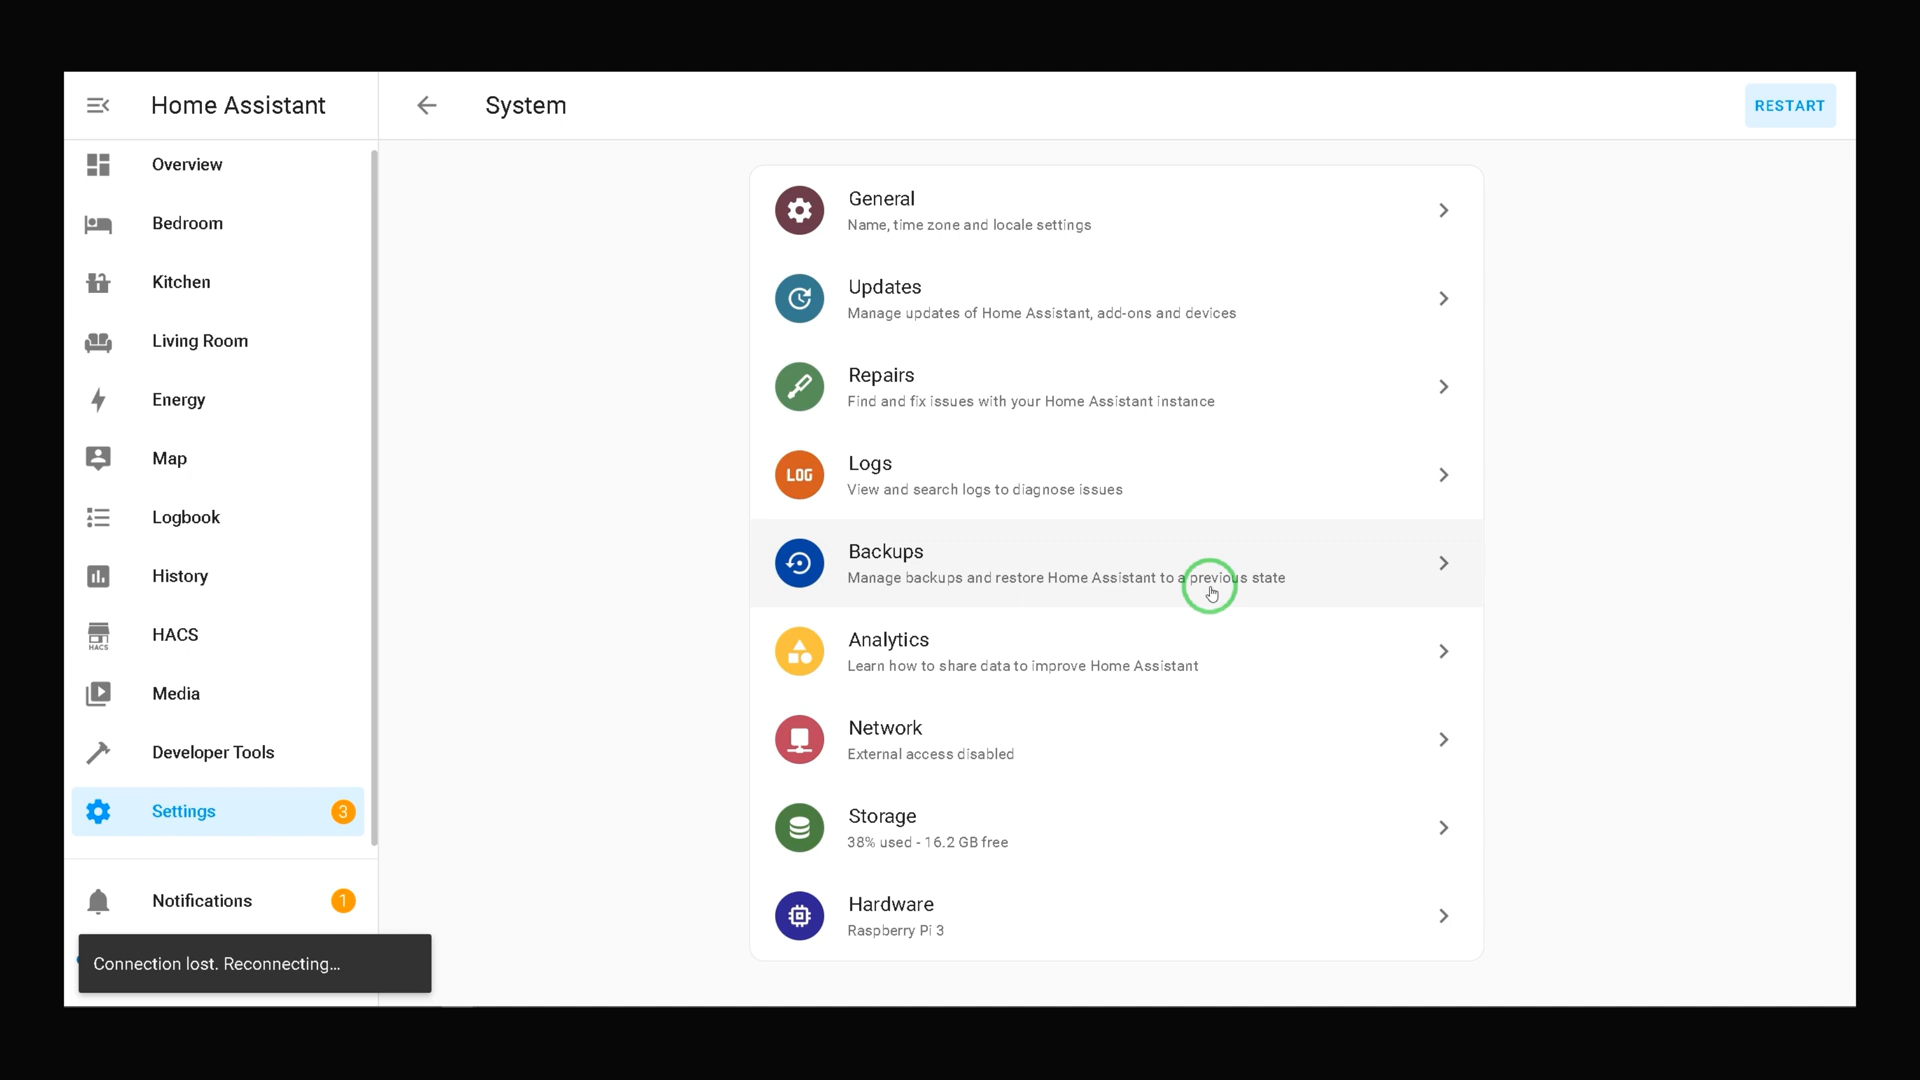 Home Assistant
System
RESTART
Overview
Bedroom
Kitchen
Living Room
Energy
Map
Logbook
History
HACS
HACS
Media
Developer Tools
Settings
3
Notifications
1
Connection lost. Reconnecting...
General
Name, time zone and locale settings
Updates
Manage updates of Home Assistant, add-ons and devices
Repairs
Find and fix issues with your Home Assistant instance
LOG
Logs
View and search logs to diagnose issues
Backups
Manage backups and restore Home Assistant to a previous state
Analytics
Learn how to share data to improve Home Assistant
Network
External access disabled
Storage
38% used - 16.2 GB free
Hardware
Raspberry Pi 3